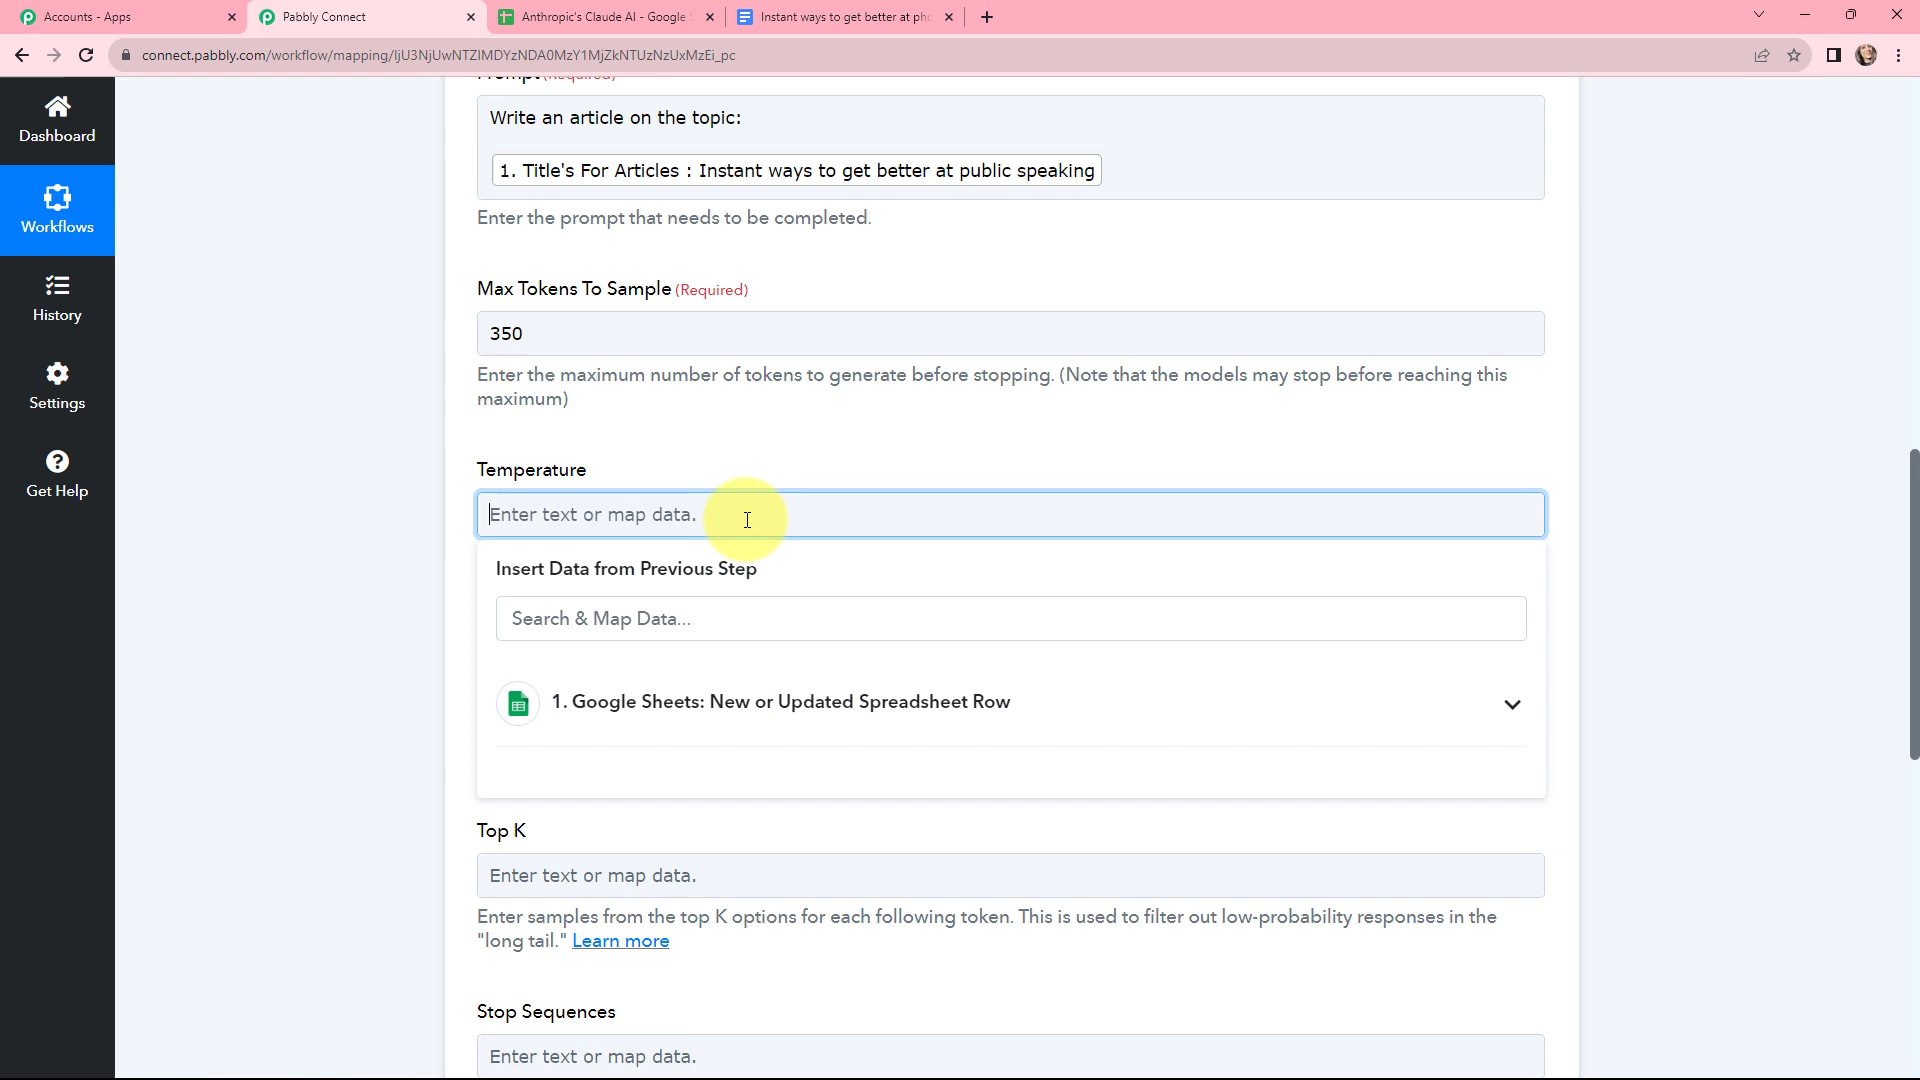 Accounts - Apps
Pabbly Connect
Anthropic's Claude AI - Google
Instant ways to get better at
connect.pabbly.com/workflow/mapping/IjU3NjUwNTZlMDYzNDA0MzY1MjZkNTUzNzUxMzEi_pc
Dashboard
Workflows
History
Settings
Get Help
Prompt (Required)
Write an article on the topic:
1. Title's For Articles : Instant ways to get better at public speaking
Enter the prompt that needs to be completed.
Max Tokens To Sample (Required)
350
Enter the maximum number of tokens to generate before stopping. (Note that the models may stop before reaching this
maximum)
Temperature
Enter text or map data.
Insert Data from Previous Step
Search & Map Data...
1. Google Sheets: New or Updated Spreadsheet Row
Top K
Enter text or map data.
Enter samples from the top K options for each following token. This is used to filter out low-probability responses in the
"long tail." Learn more
Stop Sequences
Enter text or map data.